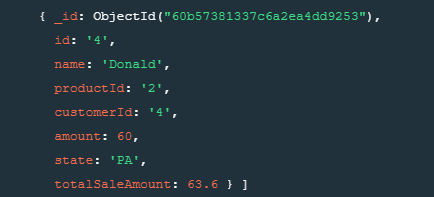 { _id: ObjectId("60b57381337c6a2ea4dd9253"),
id: '4',
name: 'Donald',
productId: '2',
customerId: '4',
amount: 60,
state: 'PA',
totalSaleAmount: 63.6 } ]